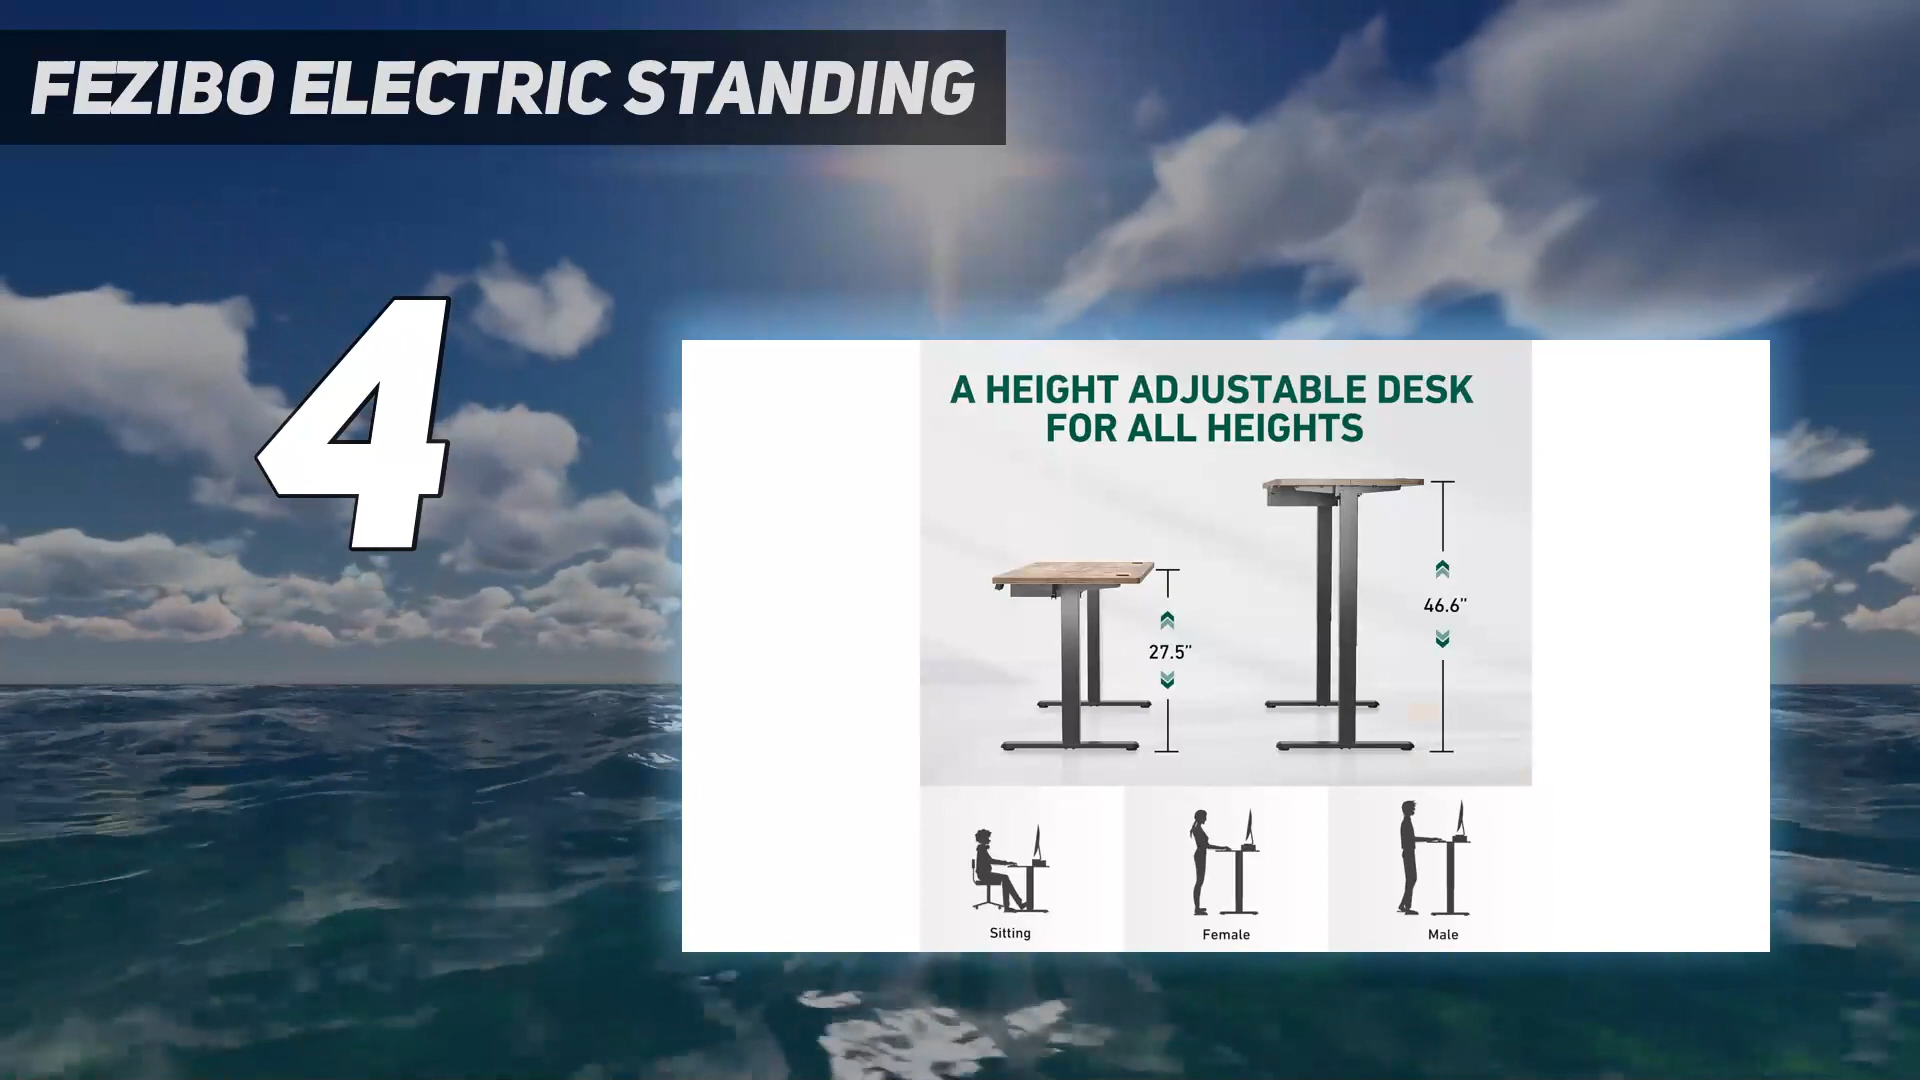 FEZIBO ELECTRIC STANDING
4
A HEIGHT ADJUSTABLE DESK
FOR ALL HEIGHTS
46.6"
27.5"
Sitting
Female
Male